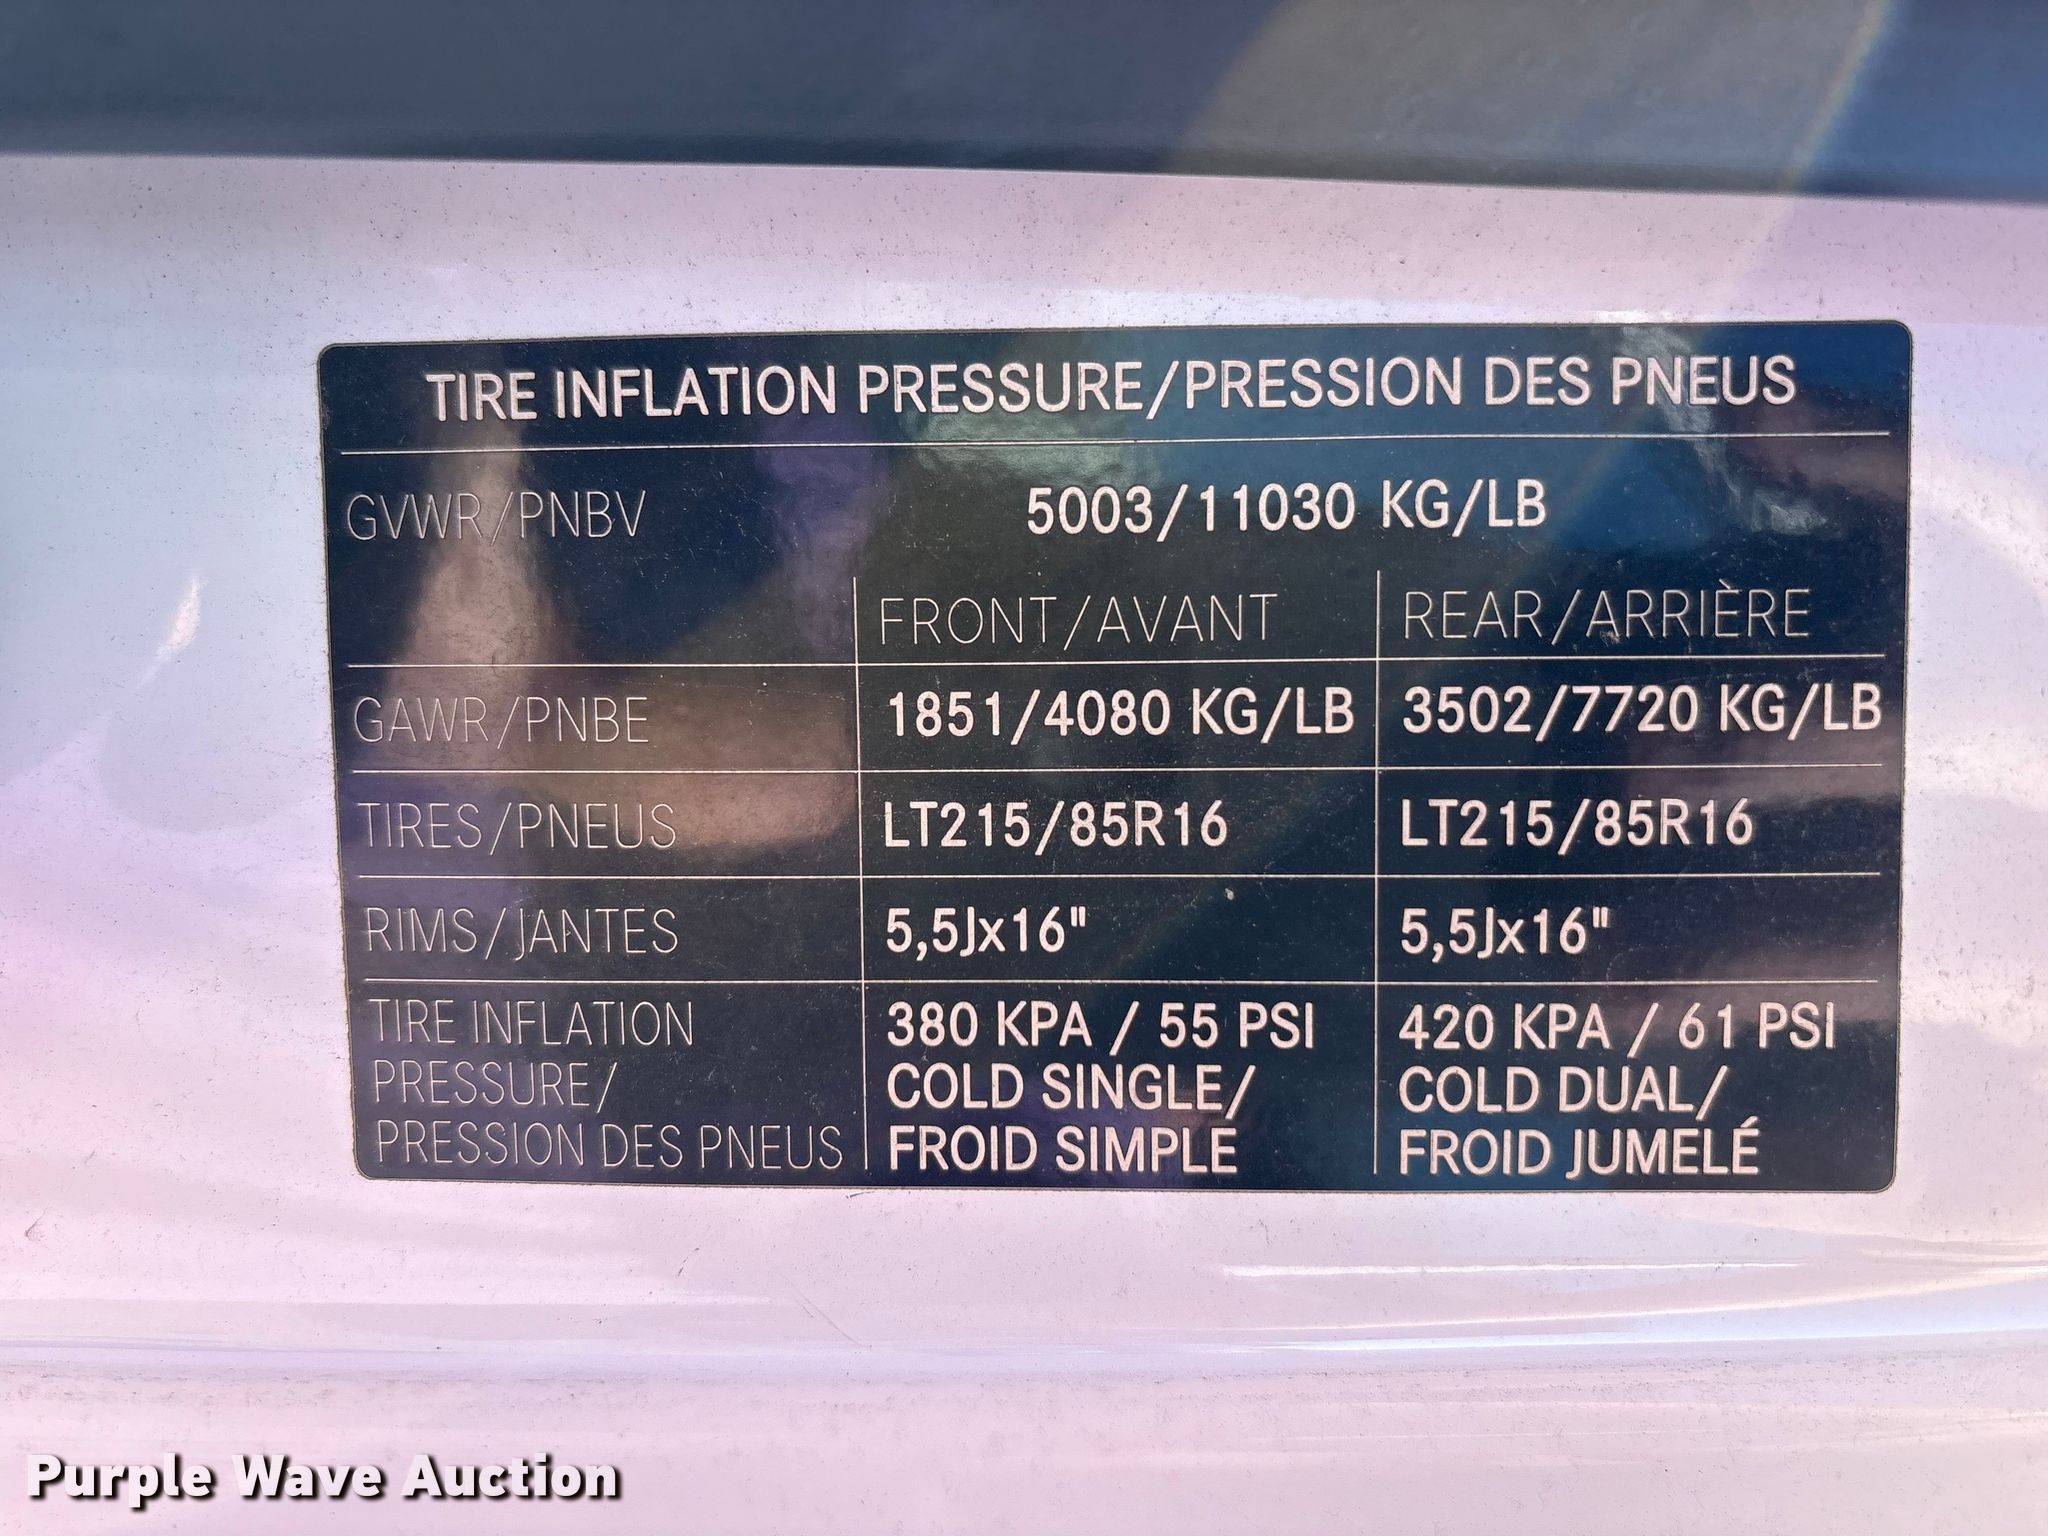 TIRE INFLATION PRESSURE/PRESSION DES PNEUS
GVWR/PNBV 5003/11030 KG/LB
FRONT/AVANT REAR/ARRIÈRE
GAWR/PNBE 1851/4080 KG/LB 3502/7720 KG/LB
TIRES/PNEUS LT215/85R16 LT215/85R16
RIMS/JANTES 5,5Jx16" 5,5Jx16"
TIRE INFLATION 380 KPA / 55 PSI 420 KPA / 61 PSI
PRESSURE/ COLD SINGLE/ COLD DUAL/
PRESSION DES PNEUS FROID SIMPLE FROID JUMELÉ
Purple Wave Auction